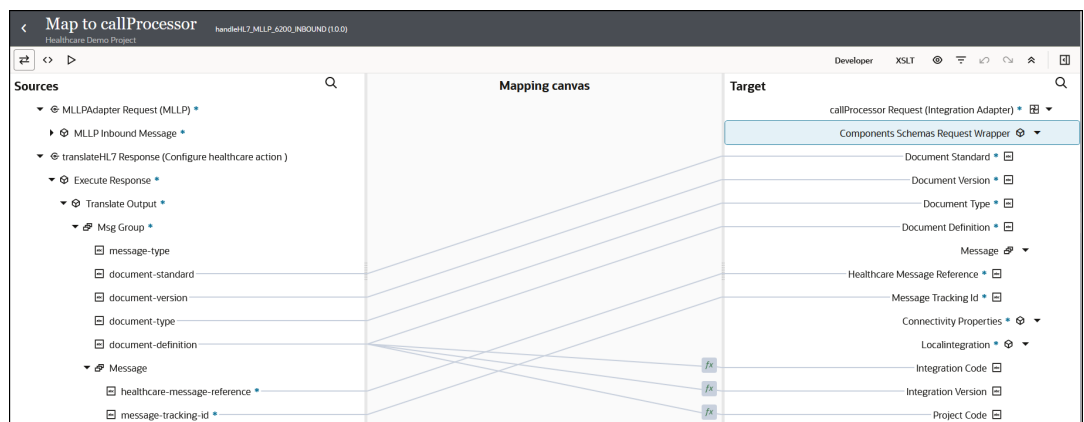 Map to callProcessor handleHL7_MLLP_6200_INBOUND (1.0.0)
Healthcare Demo Project
Developer XSLT
Sources
Mapping canvas
Target
MLLPAdapter Request (MLLP) *
MLLP Inbound Message *
translateHL7 Response (Configure healthcare action )
Execute Response *
Translate Output *
Msg Group *
message-type
document-standard
document-version
document-type
document-definition
Message
healthcare-message-reference *
message-tracking-id *
fx
fx
fx
callProcessor Request (Integration Adapter) *
Components Schemas Request Wrapper
Document Standard *
Document Version *
Document Type *
Document Definition *
Message
Healthcare Message Reference *
Message Tracking Id *
Connectivity Properties *
Localintegration *
Integration Code
Integration Version
Project Code